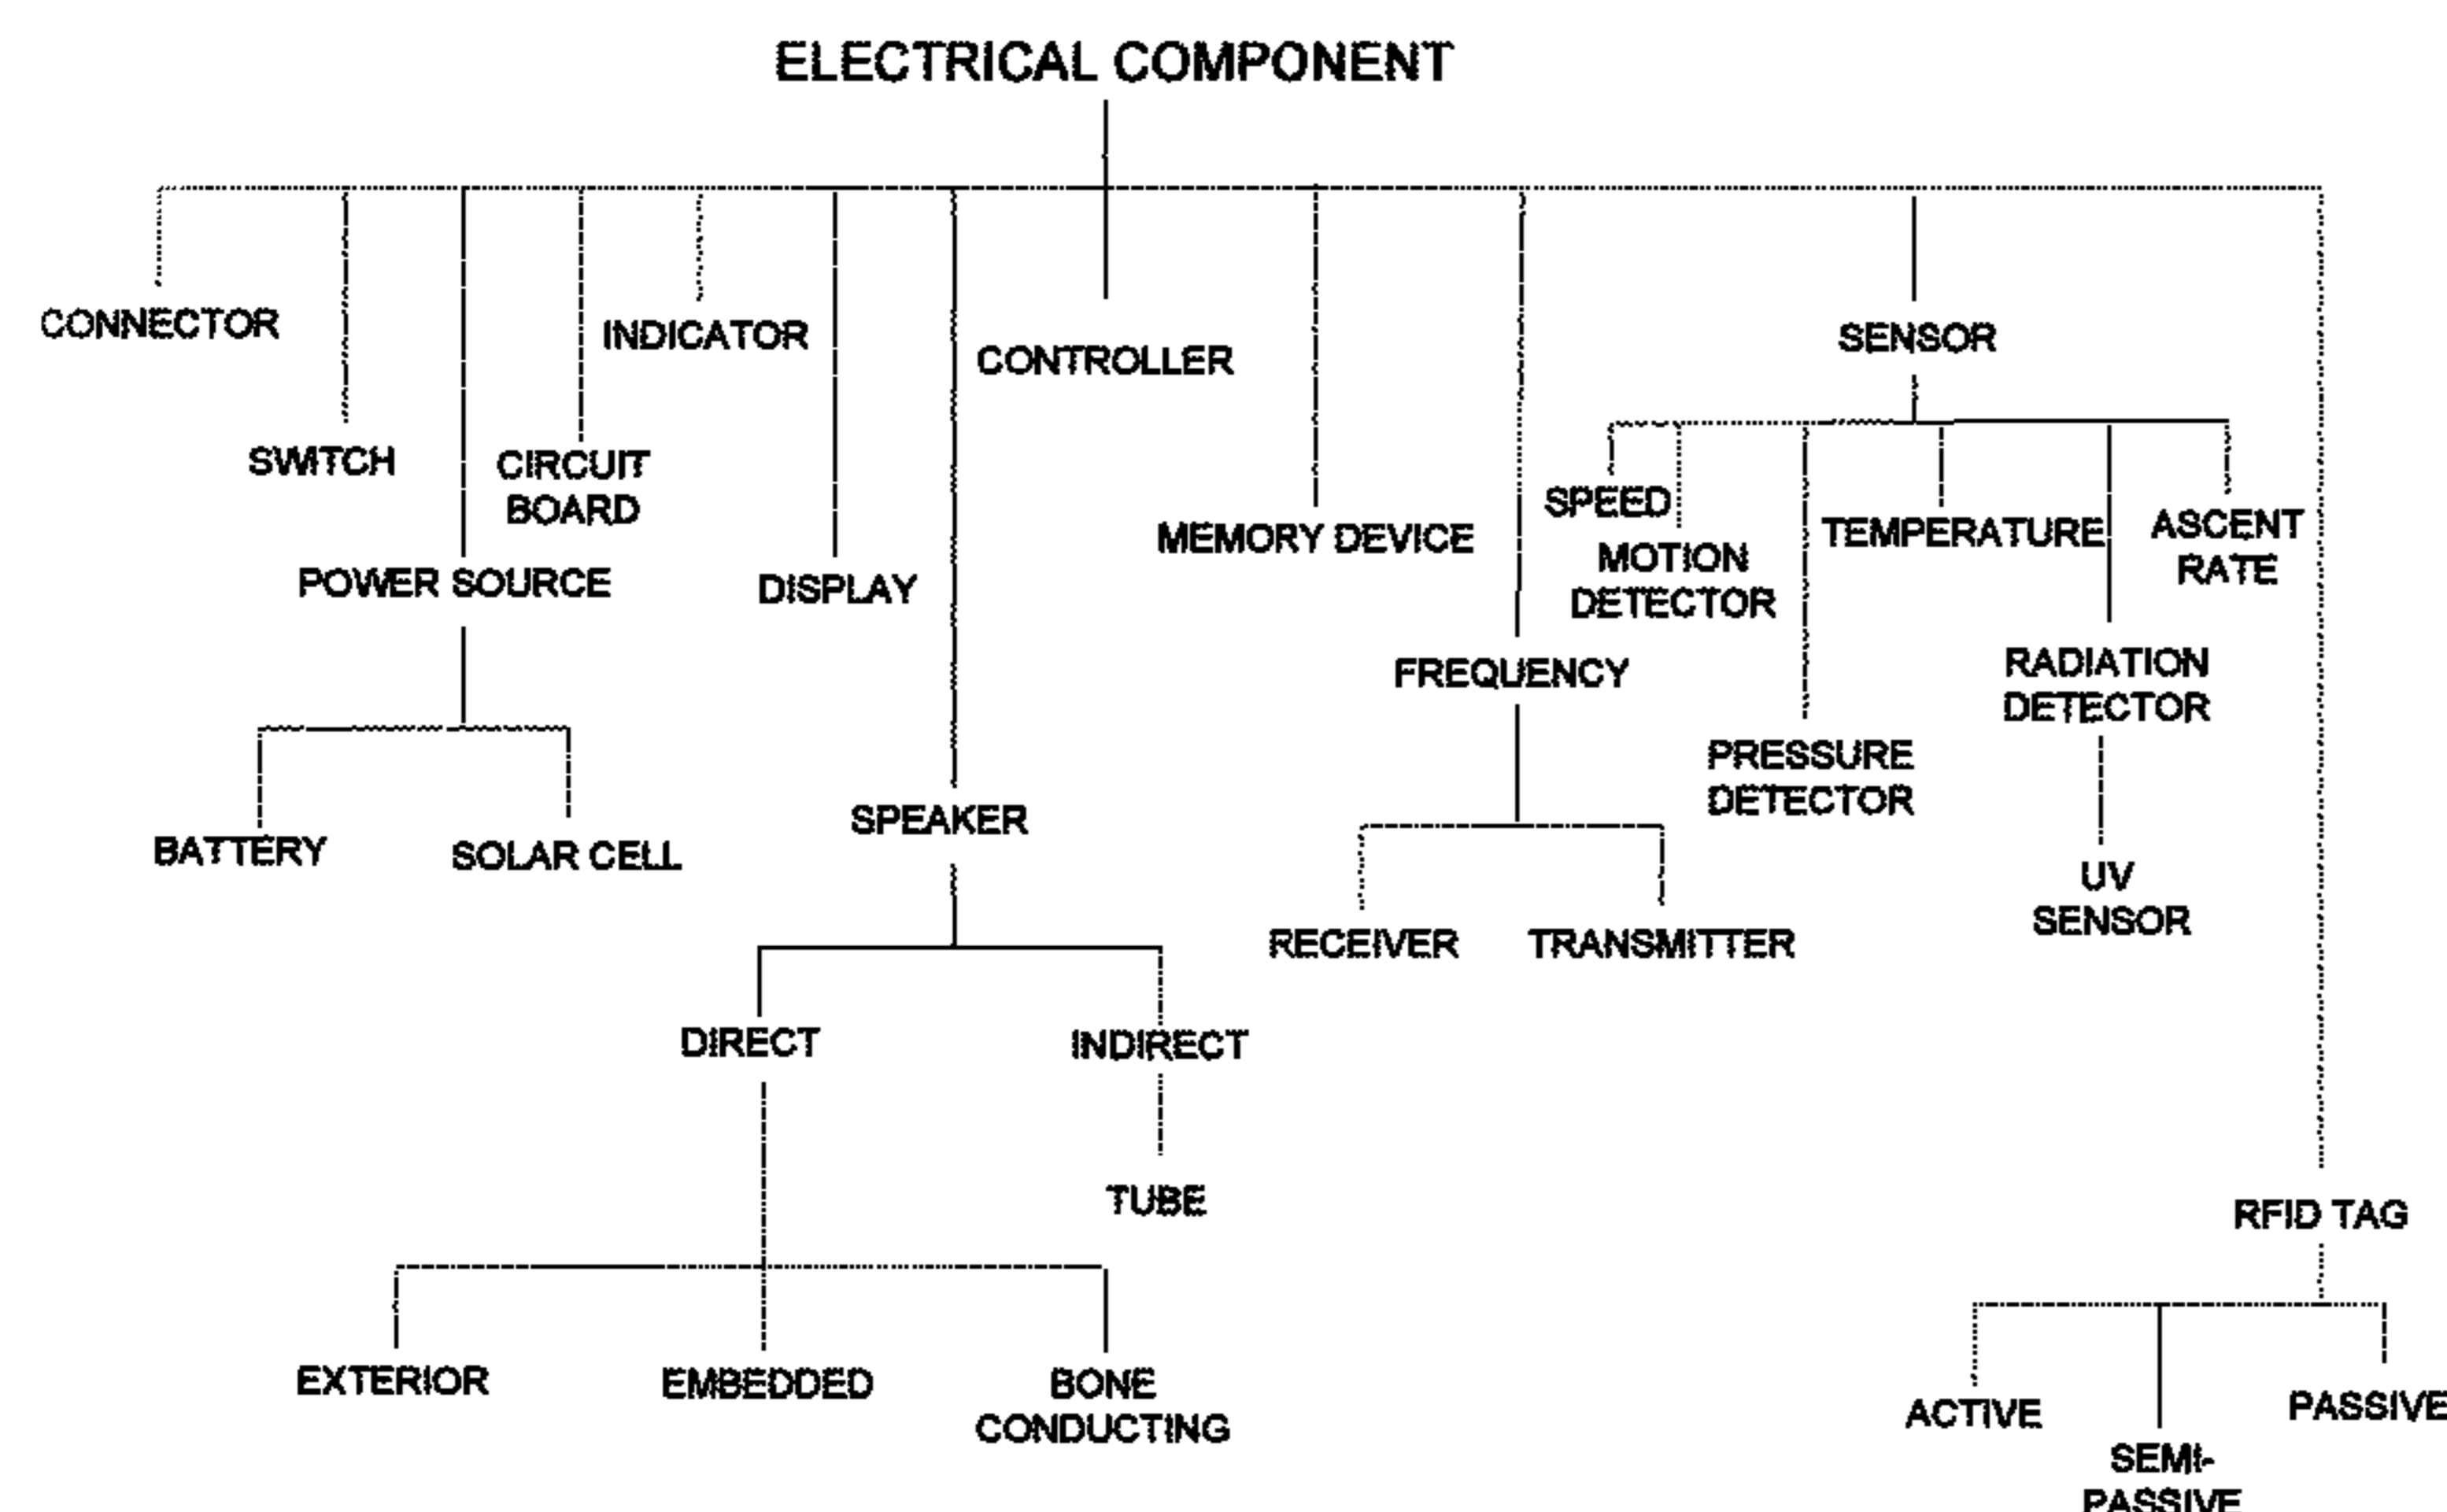 ELECTRICAL COMPONENT
CONNECTOR
INDICATOR
CONTROLLER
SENSOR
SWITCH
CIRCUIT
BOARD
POWER SOURCE
DISPLAY
MEMORY DEVICE
SPEED
MOTION
DETECTOR
TEMPERATURE
ASCENT
RATE
FREQUENCY
PRESSURE
DETECTOR
RADIATION
DETECTOR
BATTERY
SOLAR CELL
SPEAKER
UV
SENSOR
RECEIVER
TRANSMITTER
DIRECT
INDIRECT
TUBE
RFID TAG
EXTERIOR
EMBEDDED
BONE
CONDUCTING
ACTIVE
SEMI-
PASSIVE
PASSIVE